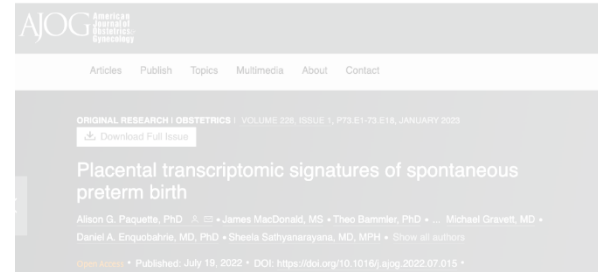 AJOG American
Journal of
Obstetrics &
Gynecology
Articles Publish Topics Multimedia About Contact
ORIGINAL RESEARCH | OBSTETRICS | VOLUME 228, ISSUE 1, P73.E1-73.E18, JANUARY 2023
Download Full Issue
Placental transcriptomic signatures of spontaneous
preterm birth
Alison G. Paquette, PhD • James MacDonald, MS • Theo Bammler, PhD • ... Michael Gravett, MD •
Daniel A. Enquobahrie, MD, PhD • Sheela Sathyanarayana, MD, MPH • Show all authors
Open Access • Published: July 19, 2022 • DOI: https://doi.org/10.1016/j.ajog.2022.07.015 •